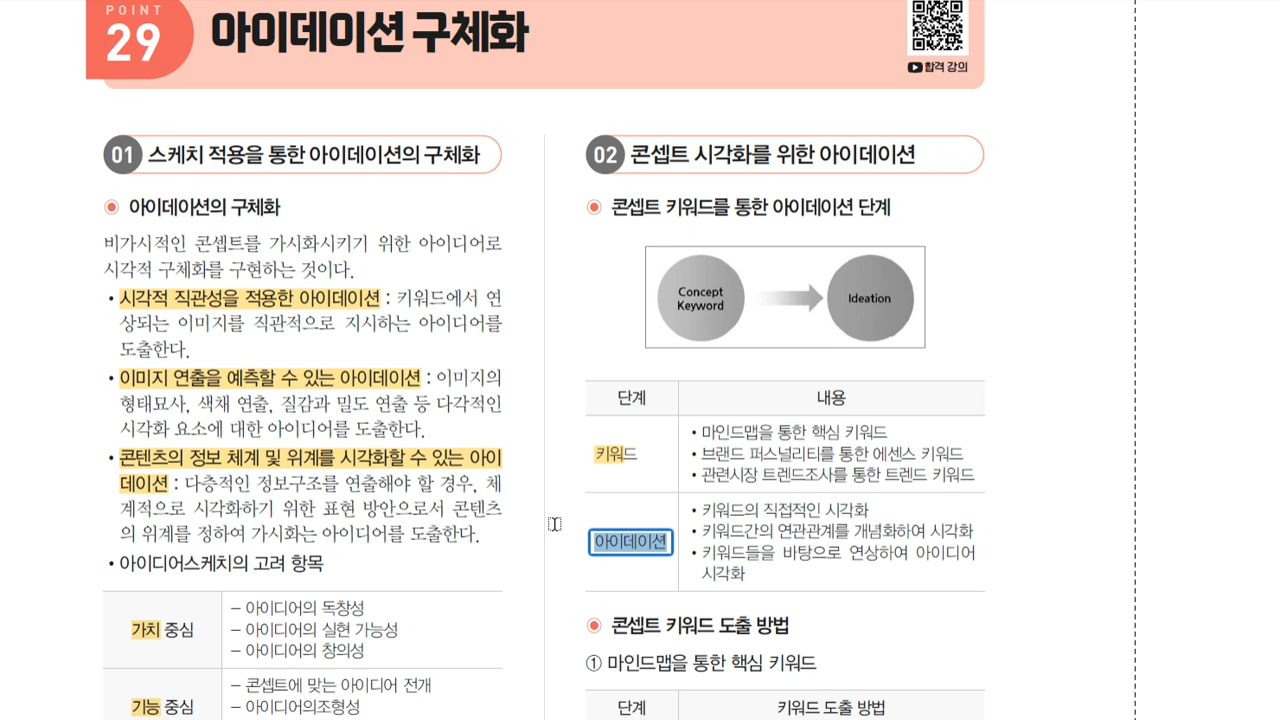 POINT
29
아이데이션 구체화
합격 강의
01 스케치 적용을 통한 아이데이션의 구체화
● 아이데이션의 구체화
비가시적인 콘셉트를 가시화시키기 위한 아이디어로
시각적 구체화를 구현하는 것이다.
• 시각적 직관성을 적용한 아이데이션 : 키워드에서 연
상되는 이미지를 직관적으로 지시하는 아이디어를
도출한다.
• 이미지 연출을 예측할 수 있는 아이데이션 : 이미지의
형태묘사, 색채 연출, 질감과 밀도 연출 등 다각적인
시각화 요소에 대한 아이디어를 도출한다.
• 콘텐츠의 정보 체계 및 위계를 시각화할 수 있는 아이
데이션 : 다층적인 정보구조를 연출해야 할 경우, 체
계적으로 시각화하기 위한 표현 방안으로서 콘텐츠
의 위계를 정하여 가시화는 아이디어를 도출한다.
• 아이디어스케치의 고려 항목
가치 중심
– 아이디어의 독창성
– 아이디어의 실현 가능성
– 아이디어의 창의성
기능 중심
– 콘셉트에 맞는 아이디어 전개
– 아이디어의조형성
02 콘셉트 시각화를 위한 아이데이션
● 콘셉트 키워드를 통한 아이데이션 단계
Concept
Keyword
Ideation
단계 내용
키워드
• 마인드맵을 통한 핵심 키워드
• 브랜드 퍼스널리티를 통한 에센스 키워드
• 관련시장 트렌드조사를 통한 트렌드 키워드
아이데이션
• 키워드의 직접적인 시각화
• 키워드간의 연관관계를 개념화하여 시각화
• 키워드들을 바탕으로 연상하여 아이디어
시각화
● 콘셉트 키워드 도출 방법
① 마인드맵을 통한 핵심 키워드
단계 키워드 도출 방법